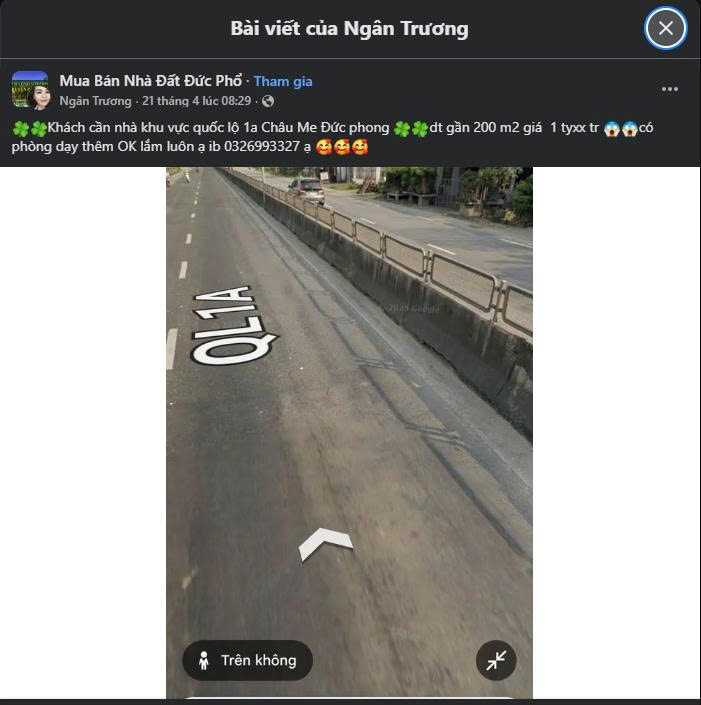 Bài viết của Ngân Trương
Mua Bán Nhà Đất Đức Phổ · Tham gia
Ngân Trương · 21 tháng 4 lúc 08:29 ·
🍀🍀Khách cần nhà khu vực quốc lộ 1a Châu Me Đức phong 🍀🍀dt gần 200 m2 giá 1 tyxx tr 😱😱có
phòng dạy thêm OK lắm luôn ạ ib 0326993327 ạ 🥰🥰🥰
©2025 Google
QL1A
Trên không